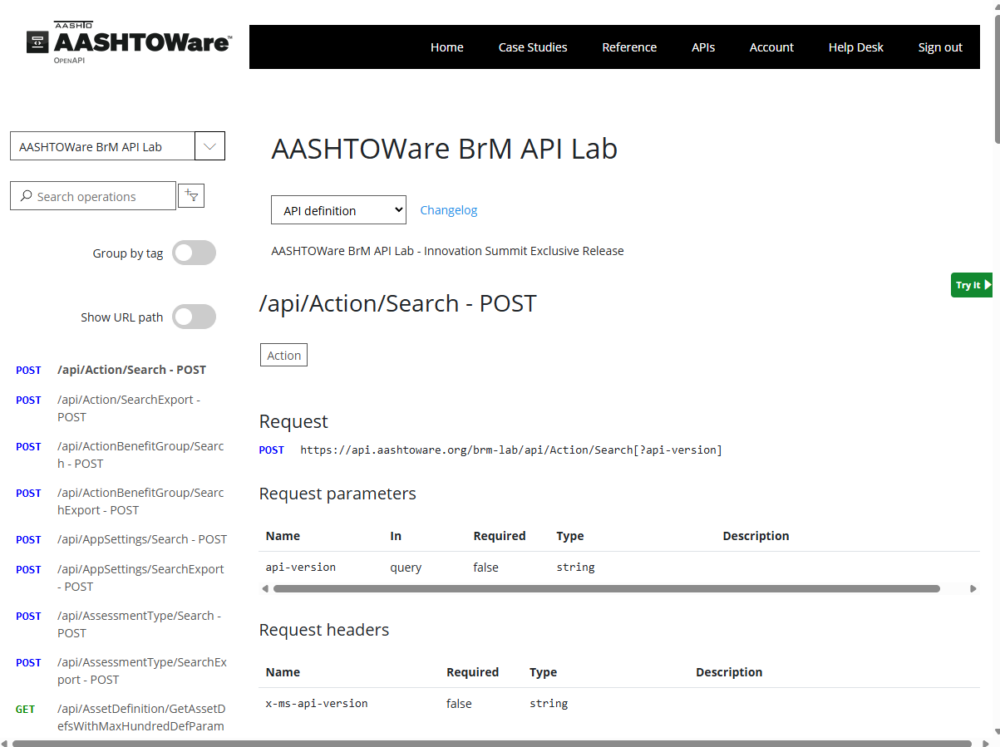 AASHTO
AASHTOWare™
OPENAPI
Home Case Studies Reference APIs Account Help Desk Sign out
AASHTOWare BrM API Lab
Search operations
Group by tag
Show URL path
POST /api/Action/Search - POST
POST /api/Action/SearchExport -
POST
POST /api/ActionBenefitGroup/Searc
h - POST
POST /api/ActionBenefitGroup/Searc
hExport - POST
POST /api/AppSettings/Search - POST
POST /api/AppSettings/SearchExport
- POST
POST /api/AssessmentType/Search -
POST
POST /api/AssessmentType/SearchEx
port - POST
GET /api/AssetDefinition/GetAssetD
efsWithMaxHundredDefParam
AASHTOWare BrM API Lab
API definition Changelog
AASHTOWare BrM API Lab - Innovation Summit Exclusive Release
Try it
/api/Action/Search - POST
Action
Request
POST https://api.aashtoware.org/brm-lab/api/Action/Search[?api-version]
Request parameters
Name In Required Type Description
api-version query false string
Request headers
Name Required Type Description
x-ms-api-version false string